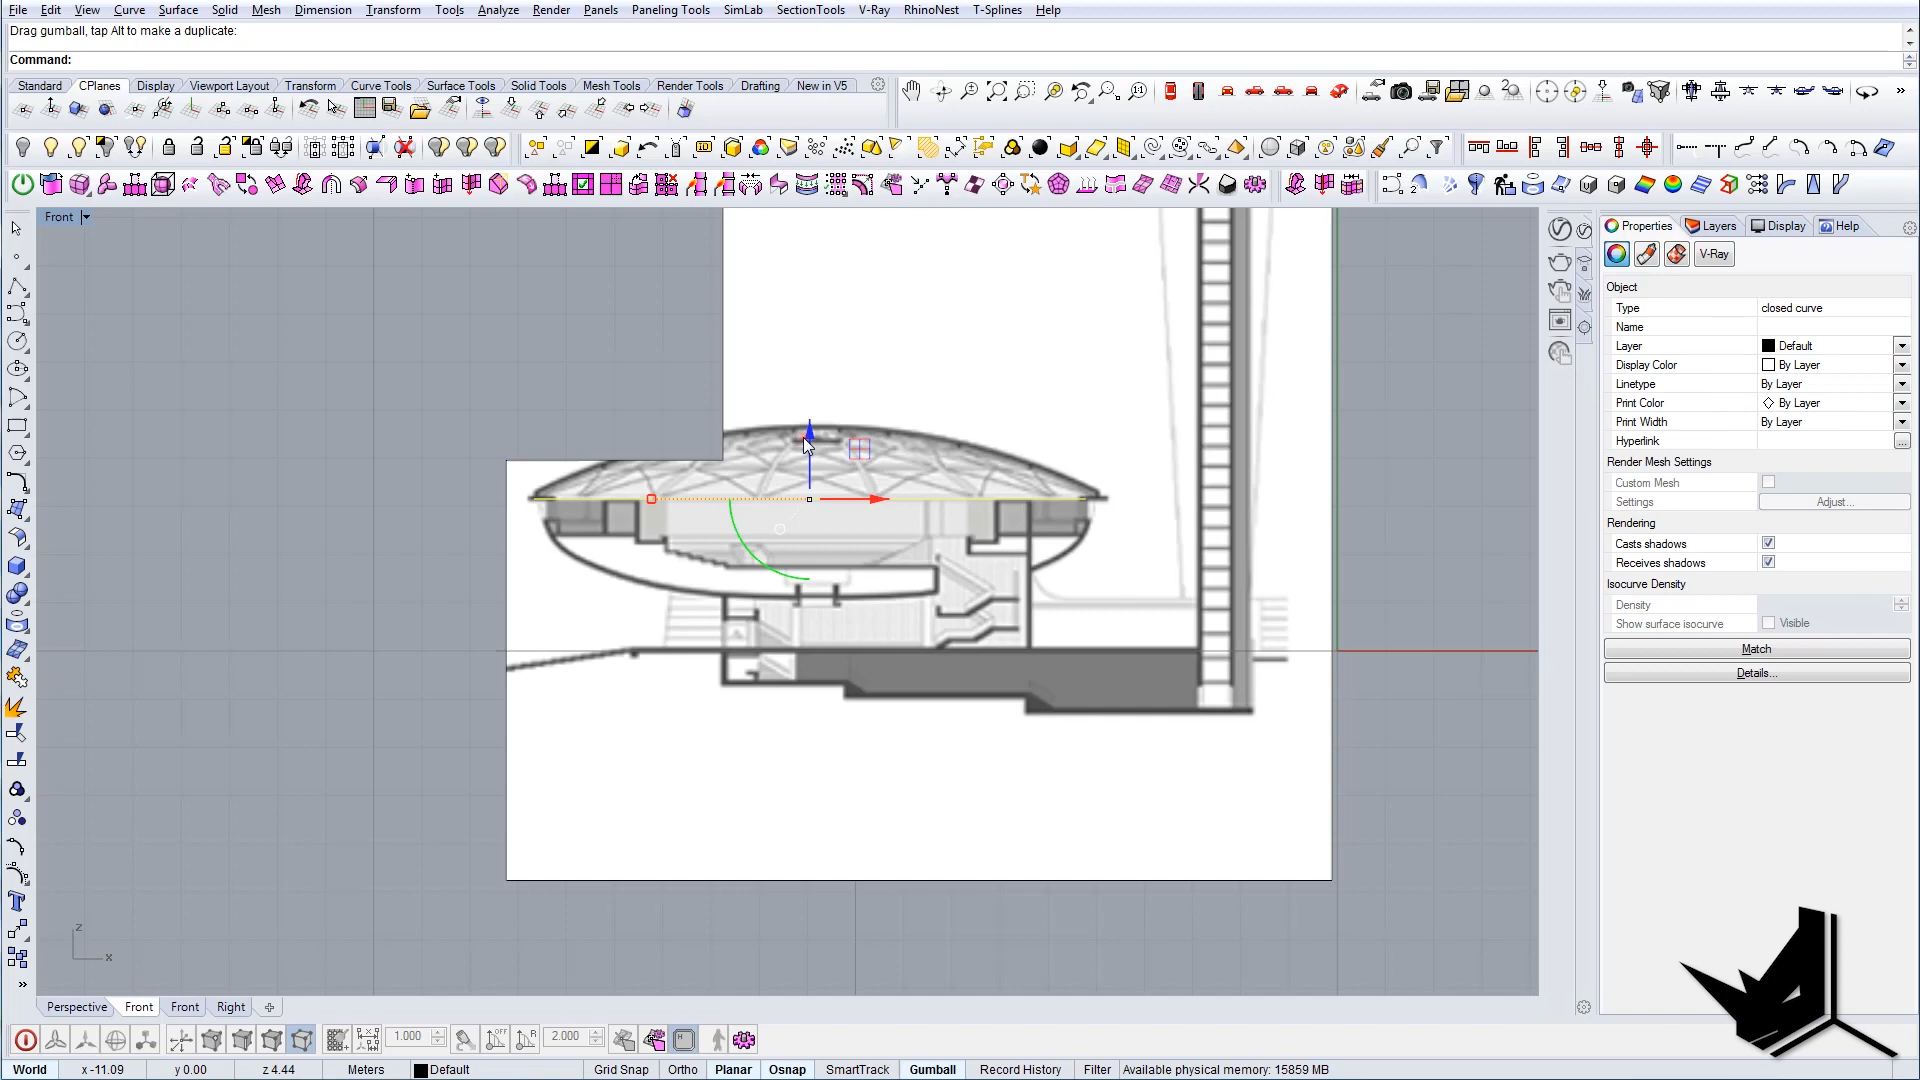 File Edit View Curve Surface Solid Mesh Dimension Transform Tools Analyze Render Panels Paneling Tools SimLab SectionTools V-Ray RhinoNest T-Splines Help
Drag gumball, tap Alt to make a duplicate:
Command:
Standard CPlanes Display Viewport Layout Transform Curve Tools Surface Tools Solid Tools Mesh Tools Render Tools Drafting New in V5
Front
Properties Layers Display Help
V-Ray
Object
Type closed curve
Name
Layer Default
Display Color By Layer
Linetype By Layer
Print Color By Layer
Print Width By Layer
Hyperlink ...
Render Mesh Settings
Custom Mesh
Settings Adjust...
Rendering
Casts shadows
Receives shadows
Isocurve Density
Density
Show surface isocurve Visible
Match
Details...
z
x
Perspective Front Front Right
1.000 2.000
World x -11.09 y 0.00 z 4.44 Meters Default Grid Snap Ortho Planar Osnap SmartTrack Gumball Record History Filter Available physical memory: 15859 MB